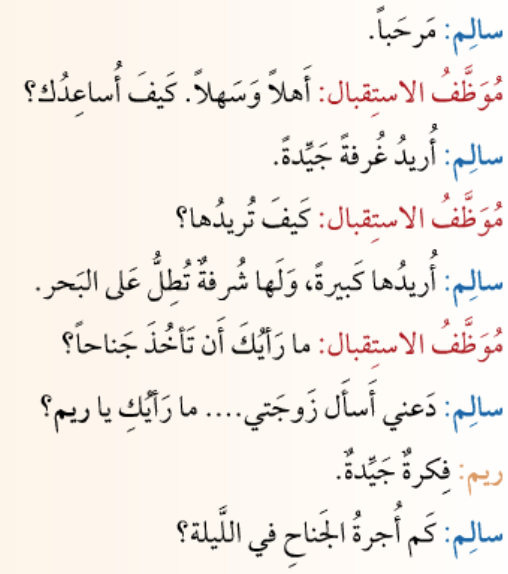 سالِم: مَرحَباً.
مُوَظَّفُ الاستِقبال: أَهلاً وَسَهلاً. كَيفَ أُساعِدُك؟
سالِم: أُريدُ غُرفةً جَيِّدةً.
مُوَظَّفُ الاستِقبال: كَيفَ تُريدُها؟
سالِم: أُريدُها كَبيرةً، وَلَها شُرفةٌ تُطِلُّ عَلى البَحر.
مُوَظَّفُ الاستِقبال: ما رَأيُكَ أَن تَأخُذَ جَناحاً؟
سالِم: دَعني أَسأَل زَوجَتي.... ما رَأيُكِ يا ريم؟
ريم: فِكرةٌ جَيِّدةٌ.
سالِم: كَم أُجرةُ الجَناحِ في اللَّيلة؟